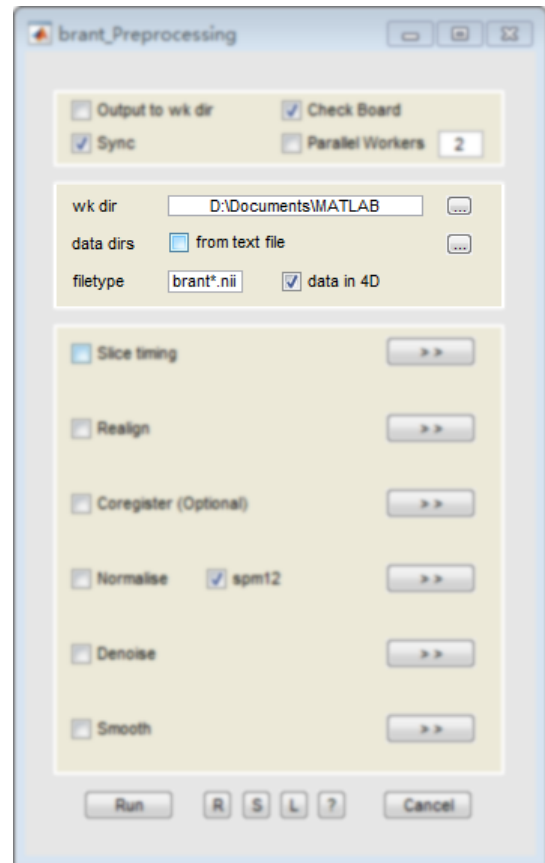 brant_Preprocessing
Output to wk dir Check Board
Sync Parallel Workers 2
wk dir D:\Documents\MATLAB ...
data dirs from text file ...
filetype brant*.nii data in 4D
Slice timing >>
Realign >>
Coregister (Optional) >>
Normalise spm12 >>
Denoise >>
Smooth >>
Run R S L ? Cancel